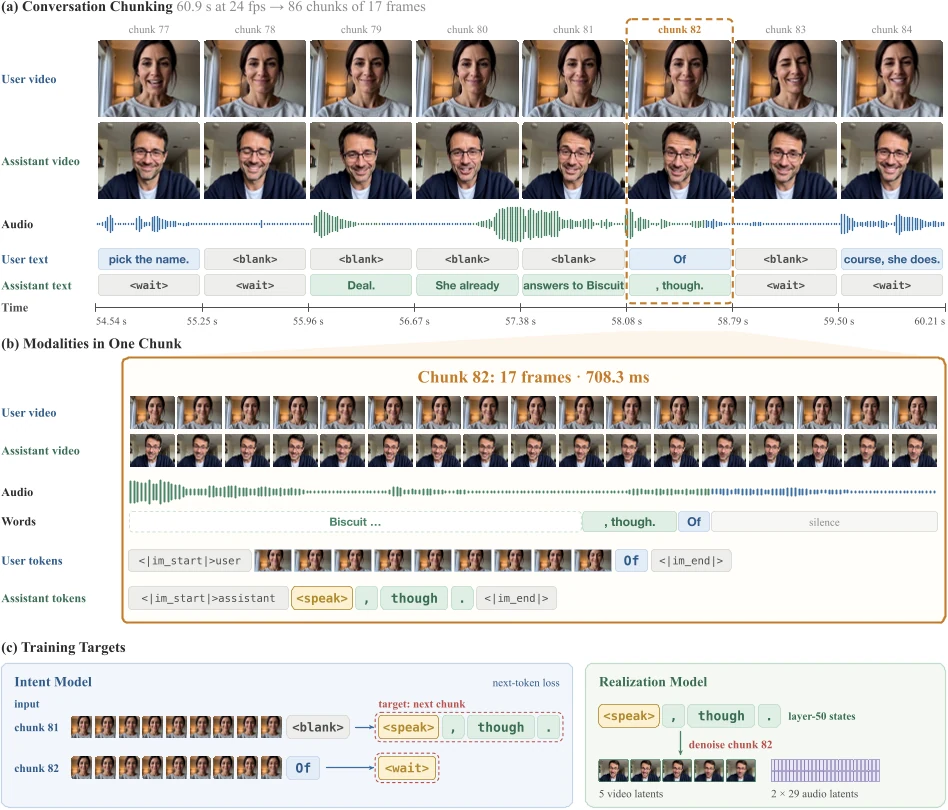 (a) Conversation Chunking 60.9 s at 24 fps → 86 chunks of 17 frames
chunk 77 chunk 78 chunk 79 chunk 80 chunk 81 chunk 82 chunk 83 chunk 84
User video
Assistant video
Audio
User text pick the name. <blank> <blank> <blank> <blank> Of <blank> course, she does.
Assistant text <wait> <wait> Deal. She already answers to Biscuit , though. <wait> <wait>
Time
54.54 s 55.25 s 55.96 s 56.67 s 57.38 s 58.08 s 58.79 s 59.50 s 60.21 s
(b) Modalities in One Chunk
Chunk 82: 17 frames · 708.3 ms
User video
Assistant video
Audio
Words Biscuit ... , though. Of silence
User tokens <|im_start|>user Of <|im_end|>
Assistant tokens <|im_start|>assistant <speak> , though . <|im_end|>
(c) Training Targets
Intent Model next-token loss
input target: next chunk
chunk 81 <blank> <speak> , though .
chunk 82 Of <wait>
Realization Model
<speak> , though . layer-50 states
denoise chunk 82
5 video latents 2 × 29 audio latents